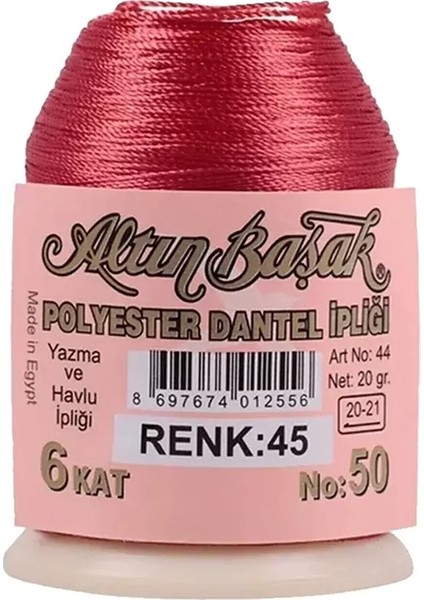 Altın Başak®
POLYESTER DANTEL İPLİĞİ
Made in Egypt
Yazma
ve
Havlu
İpliği
8 697674 012556
Art No: 44
Net: 20 gr.
20-21
RENK:45
6 KAT
No:50